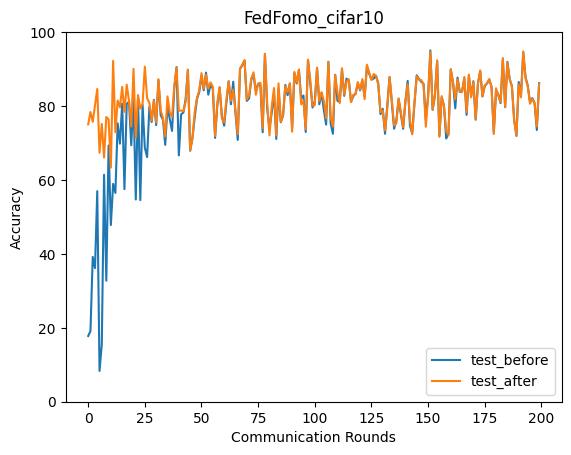 FedFomo_cifar10
Accuracy
100
80
60
40
20
0
0 25 50 75 100 125 150 175 200
Communication Rounds
test_before
test_after